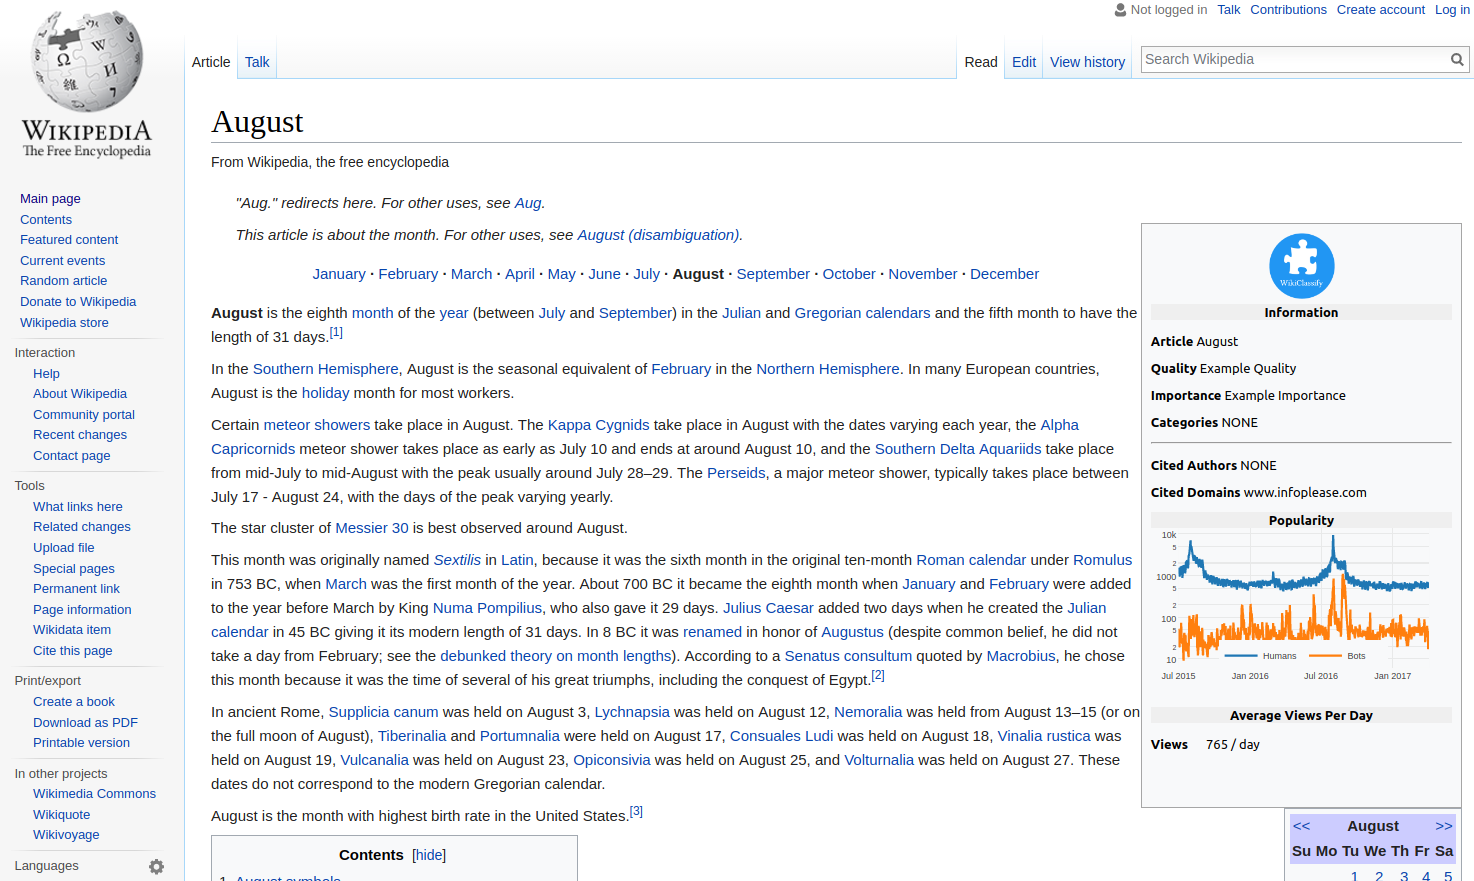 Not logged in Talk Contributions Create account Log in
Article Talk Read Edit View history Search Wikipedia
WIKIPEDIA
The Free Encyclopedia
Main page
Contents
Featured content
Current events
Random article
Donate to Wikipedia
Wikipedia store
Interaction
Help
About Wikipedia
Community portal
Recent changes
Contact page
Tools
What links here
Related changes
Upload file
Special pages
Permanent link
Page information
Wikidata item
Cite this page
Print/export
Create a book
Download as PDF
Printable version
In other projects
Wikimedia Commons
Wikiquote
Wikivoyage
Languages
August
From Wikipedia, the free encyclopedia
"Aug." redirects here. For other uses, see Aug.
This article is about the month. For other uses, see August (disambiguation).
January · February · March · April · May · June · July · August · September · October · November · December
August is the eighth month of the year (between July and September) in the Julian and Gregorian calendars and the fifth month to have the
length of 31 days.[1]
In the Southern Hemisphere, August is the seasonal equivalent of February in the Northern Hemisphere. In many European countries,
August is the holiday month for most workers.
Certain meteor showers take place in August. The Kappa Cygnids take place in August with the dates varying each year, the Alpha
Capricornids meteor shower takes place as early as July 10 and ends at around August 10, and the Southern Delta Aquariids take place
from mid-July to mid-August with the peak usually around July 28–29. The Perseids, a major meteor shower, typically takes place between
July 17 - August 24, with the days of the peak varying yearly.
The star cluster of Messier 30 is best observed around August.
This month was originally named Sextilis in Latin, because it was the sixth month in the original ten-month Roman calendar under Romulus
in 753 BC, when March was the first month of the year. About 700 BC it became the eighth month when January and February were added
to the year before March by King Numa Pompilius, who also gave it 29 days. Julius Caesar added two days when he created the Julian
calendar in 45 BC giving it its modern length of 31 days. In 8 BC it was renamed in honor of Augustus (despite common belief, he did not
take a day from February; see the debunked theory on month lengths). According to a Senatus consultum quoted by Macrobius, he chose
this month because it was the time of several of his great triumphs, including the conquest of Egypt.[2]
In ancient Rome, Supplicia canum was held on August 3, Lychnapsia was held on August 12, Nemoralia was held from August 13–15 (or on
the full moon of August), Tiberinalia and Portumnalia were held on August 17, Consuales Ludi was held on August 18, Vinalia rustica was
held on August 19, Vulcanalia was held on August 23, Opiconsivia was held on August 25, and Volturnalia was held on August 27. These
dates do not correspond to the modern Gregorian calendar.
August is the month with highest birth rate in the United States.[3]
Contents [hide]
1 August symbols
WikiClassify
Information
Article August
Quality Example Quality
Importance Example Importance
Categories NONE
Cited Authors NONE
Cited Domains www.infoplease.com
Popularity
10k
5
2
1000
5
2
100
5
2
10
Humans Bots
Jul 2015 Jan 2016 Jul 2016 Jan 2017
Average Views Per Day
Views 765 / day
<< August >>
Su Mo Tu We Th Fr Sa
1 2 3 4 5